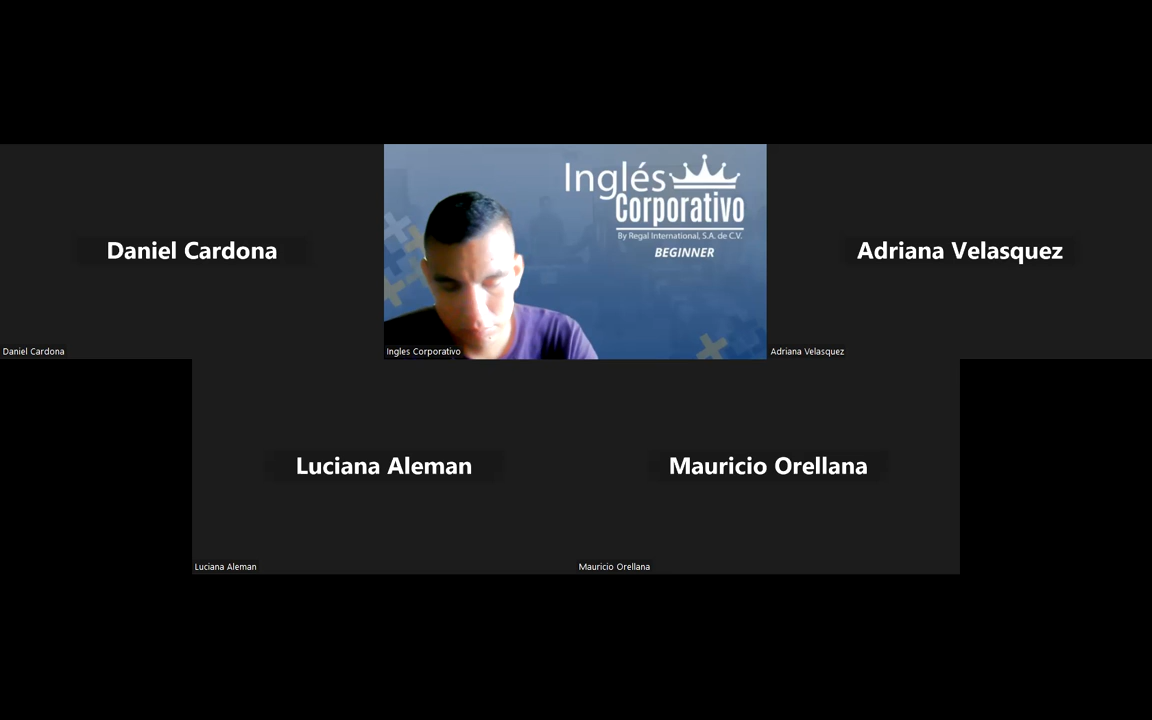 Daniel Cardona
Daniel Cardona
Inglés
Corporativo
By Regal International, S.A. de C.V.
BEGINNER
Ingles Corporativo
Adriana Velasquez
Adriana Velasquez
Luciana Aleman
Luciana Aleman
Mauricio Orellana
Mauricio Orellana